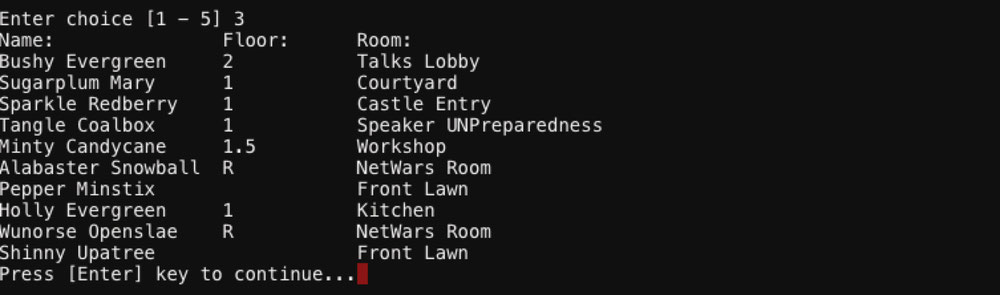 Enter choice [1 - 5] 3
Name: Floor: Room:
Bushy Evergreen 2 Talks Lobby
Sugarplum Mary 1 Courtyard
Sparkle Redberry 1 Castle Entry
Tangle Coalbox 1 Speaker UNPreparedness
Minty Candycane 1.5 Workshop
Alabaster Snowball R NetWars Room
Pepper Minstix Front Lawn
Holly Evergreen 1 Kitchen
Wunorse Openslae R NetWars Room
Shinny Upatree Front Lawn
Press [Enter] key to continue...